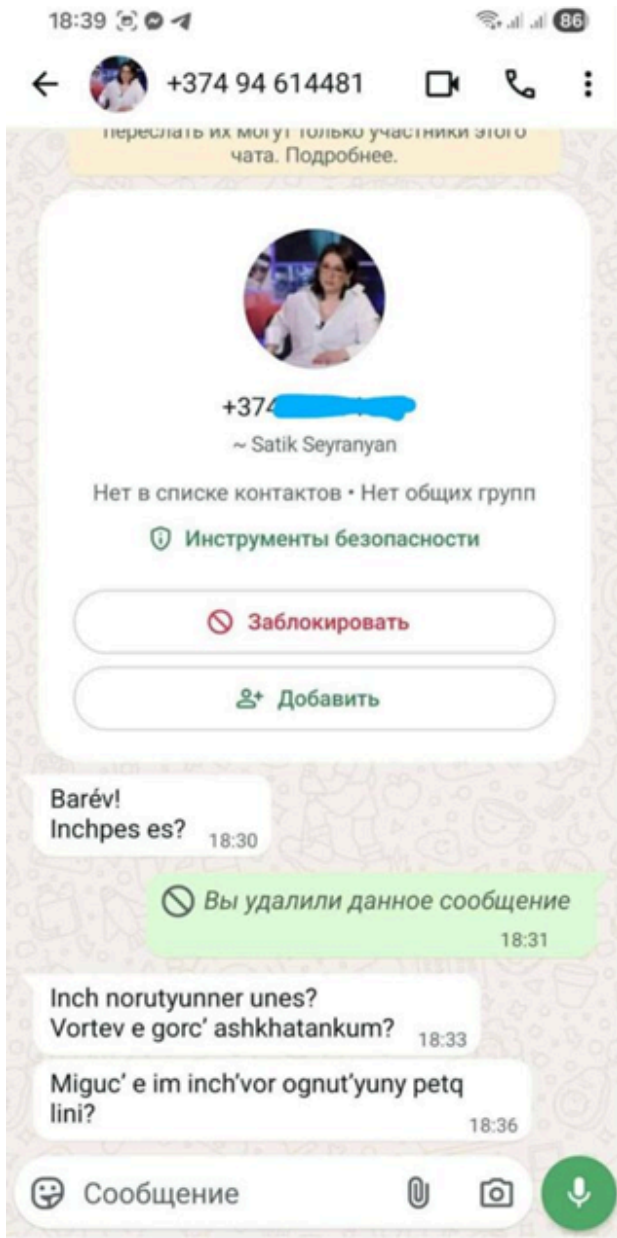 18:39
86
+374 94 614481
переслать их могут только участники этого
чата. Подробнее.
+374
~ Satik Seyranyan
Нет в списке контактов • Нет общих групп
Инструменты безопасности
Заблокировать
Добавить
Barév!
Inchpes es?
18:30
Вы удалили данное сообщение
18:31
Inch norutyunner unes?
Vortev e gorc' ashkhatankum?
18:33
Miguc' e im inch'vor ognut'yuny petq
lini?
18:36
Сообщение